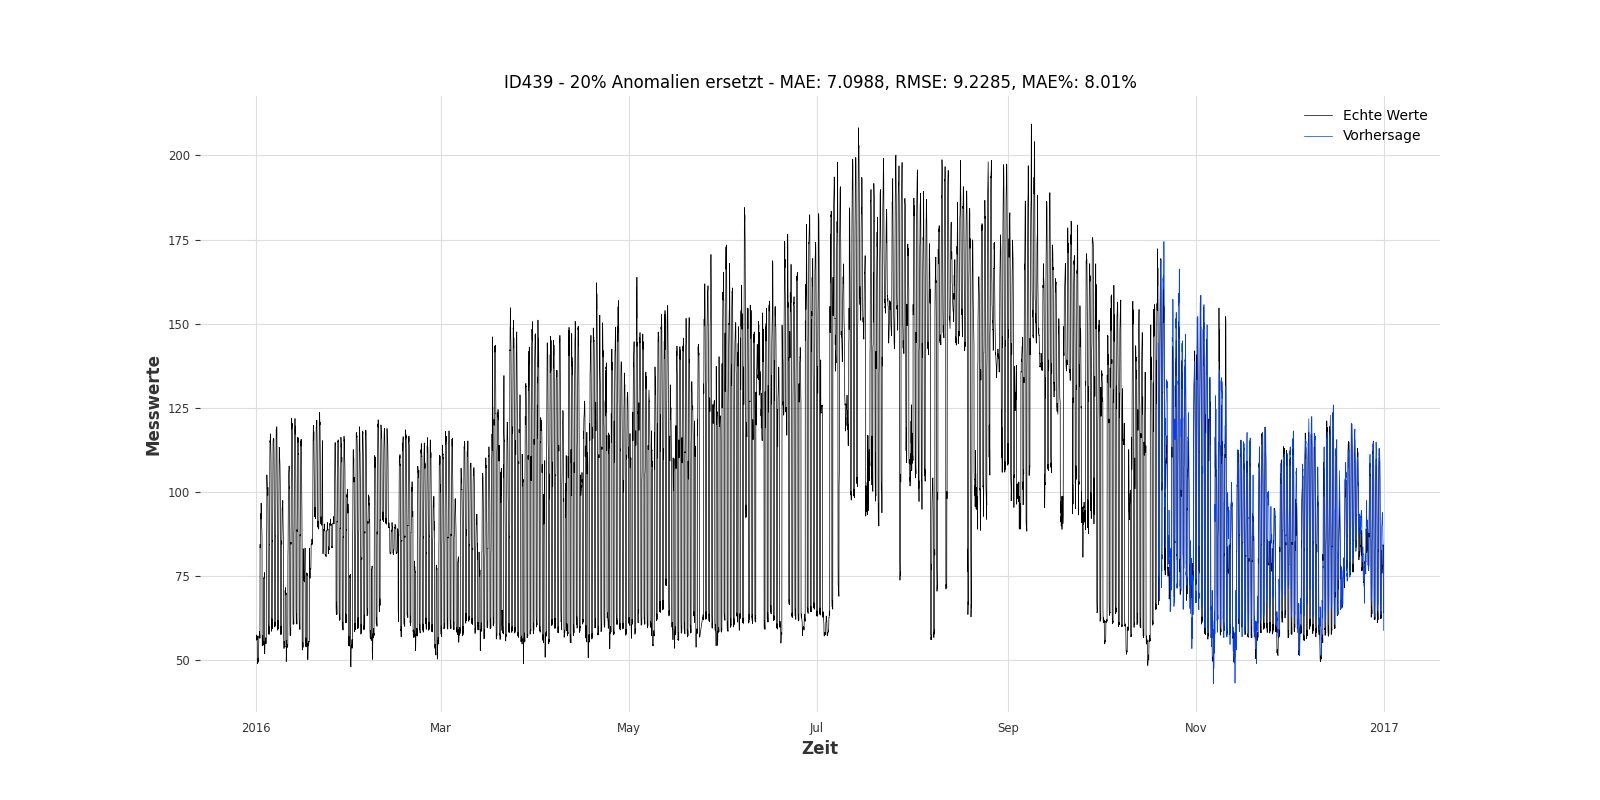 ID439 - 20% Anomalien ersetzt - MAE: 7.0988, RMSE: 9.2285, MAE%: 8.01%
Echte Werte
Vorhersage
200
175
150
125
100
75
50
Messwerte
2016
Mar
May
Jul
Sep
Nov
2017
Zeit